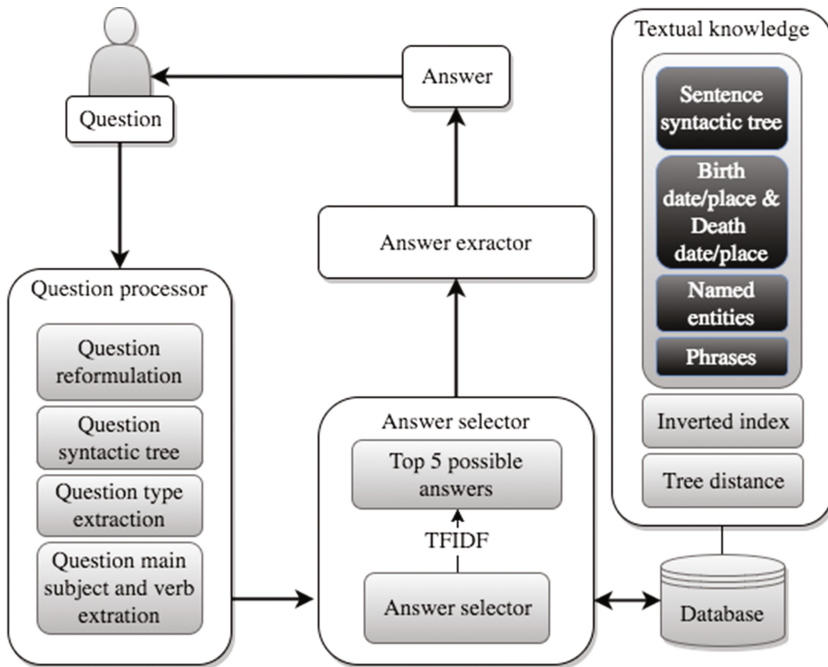 Question
Answer
Textual knowledge
Sentence
syntactic tree
Birth
date/place &
Death
date/place
Named
entities
Phrases
Inverted index
Tree distance
Database
Question processor
Question
reformulation
Question
syntactic tree
Question type
extraction
Question main
subject and verb
extration
Answer exractor
Answer selector
Top 5 possible
answers
TFIDF
Answer selector